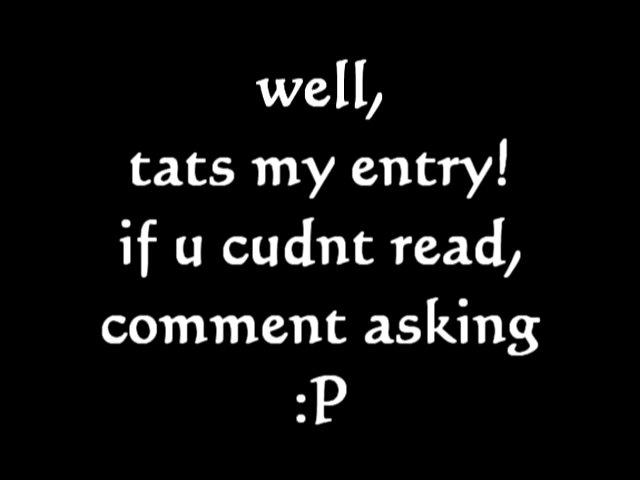 well,
tats my entry!
if u cudnt read,
comment asking
:P